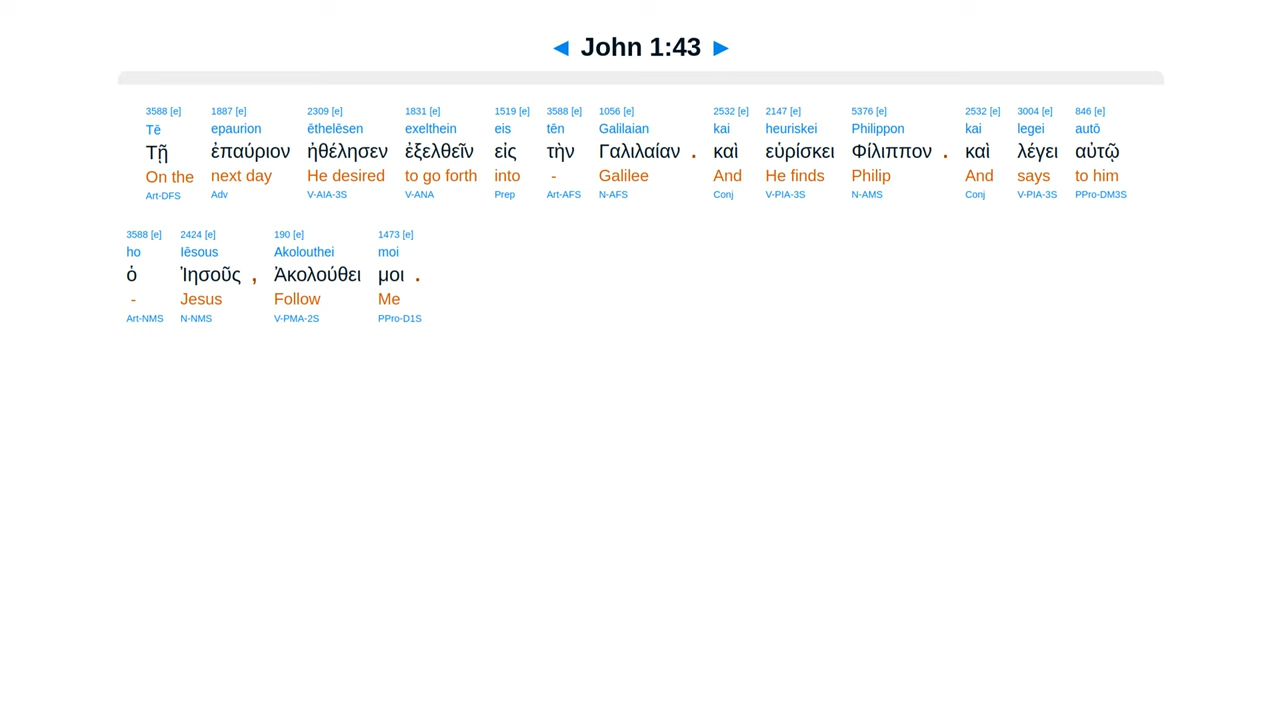 ◄ John 1:43 ►
3588 [e] 1887 [e] 2309 [e] 1831 [e] 1519 [e] 3588 [e] 1056 [e] 2532 [e] 2147 [e] 5376 [e] 2532 [e] 3004 [e] 846 [e]
Tē epaurion ēthelēsen exelthein eis tēn Galilaian kai heuriskei Philippon kai legei autō
Τῇ ἐπαύριον ἠθέλησεν ἐξελθεῖν εἰς τὴν Γαλιλαίαν . καὶ εὑρίσκει Φίλιππον . καὶ λέγει αὐτῷ
On the next day He desired to go forth into - Galilee And He finds Philip And says to him
Art-DFS Adv V-AIA-3S V-ANA Prep Art-AFS N-AFS Conj V-PIA-3S N-AMS Conj V-PIA-3S PPro-DM3S
3588 [e] 2424 [e] 190 [e] 1473 [e]
ho Iēsous Akolouthei moi
ὁ Ἰησοῦς , Ἀκολούθει μοι .
- Jesus Follow Me
Art-NMS N-NMS V-PMA-2S PPro-D1S